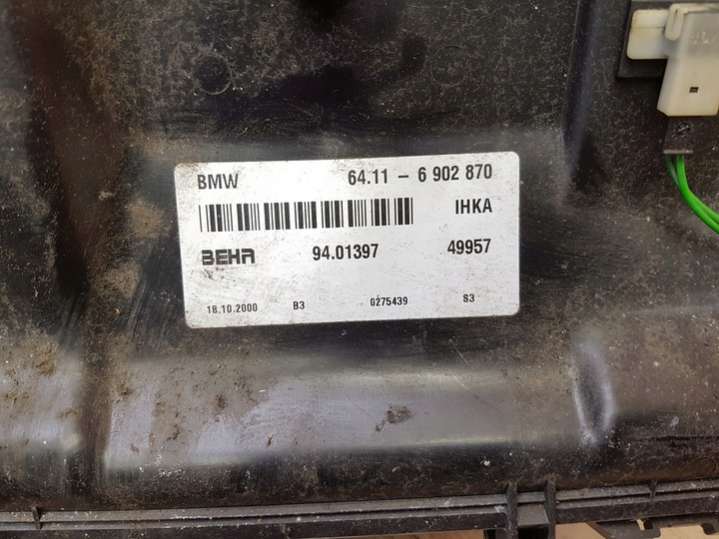 BMW 64.11 - 6 902 870
IHKA
BEHR 94.01397 49957
18.10.2000 B3 0275439 S3